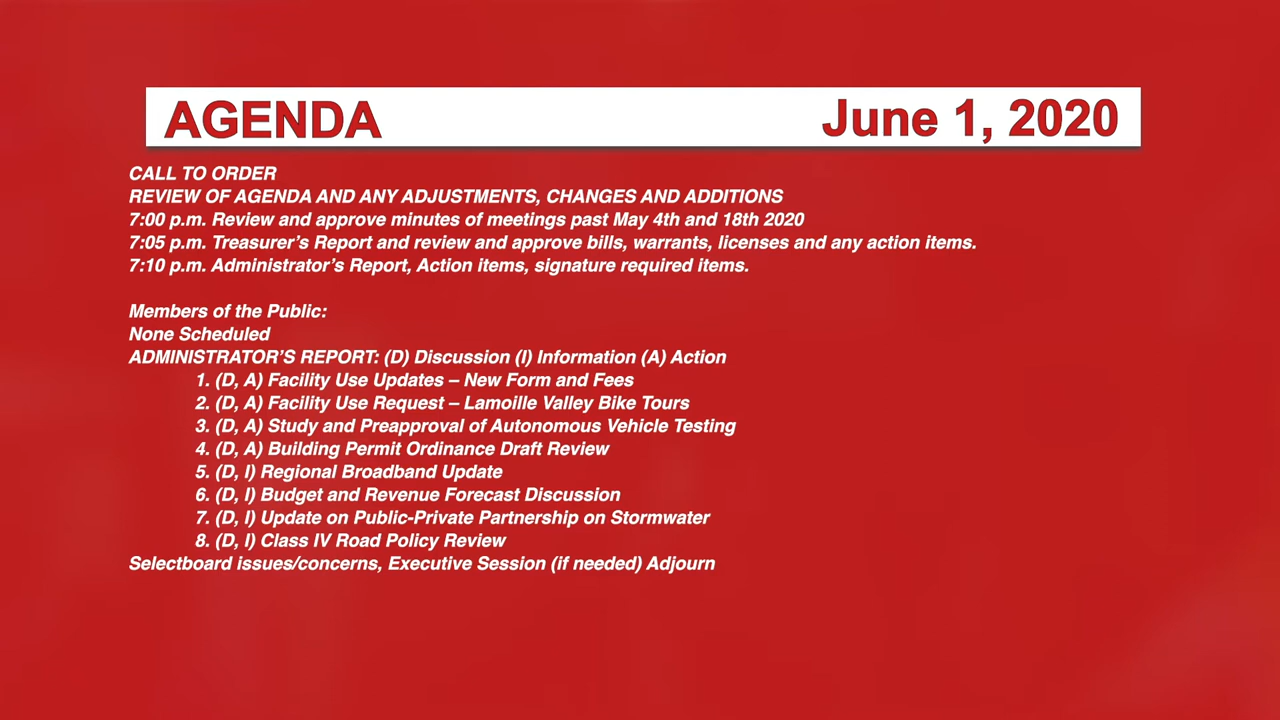 AGENDA June 1, 2020
CALL TO ORDER
REVIEW OF AGENDA AND ANY ADJUSTMENTS, CHANGES AND ADDITIONS
7:00 p.m. Review and approve minutes of meetings past May 4th and 18th 2020
7:05 p.m. Treasurer’s Report and review and approve bills, warrants, licenses and any action items.
7:10 p.m. Administrator’s Report, Action items, signature required items.
Members of the Public:
None Scheduled
ADMINISTRATOR’S REPORT: (D) Discussion (I) Information (A) Action
1. (D, A) Facility Use Updates – New Form and Fees
2. (D, A) Facility Use Request – Lamoille Valley Bike Tours
3. (D, A) Study and Preapproval of Autonomous Vehicle Testing
4. (D, A) Building Permit Ordinance Draft Review
5. (D, I) Regional Broadband Update
6. (D, I) Budget and Revenue Forecast Discussion
7. (D, I) Update on Public-Private Partnership on Stormwater
8. (D, I) Class IV Road Policy Review
Selectboard issues/concerns, Executive Session (if needed) Adjourn